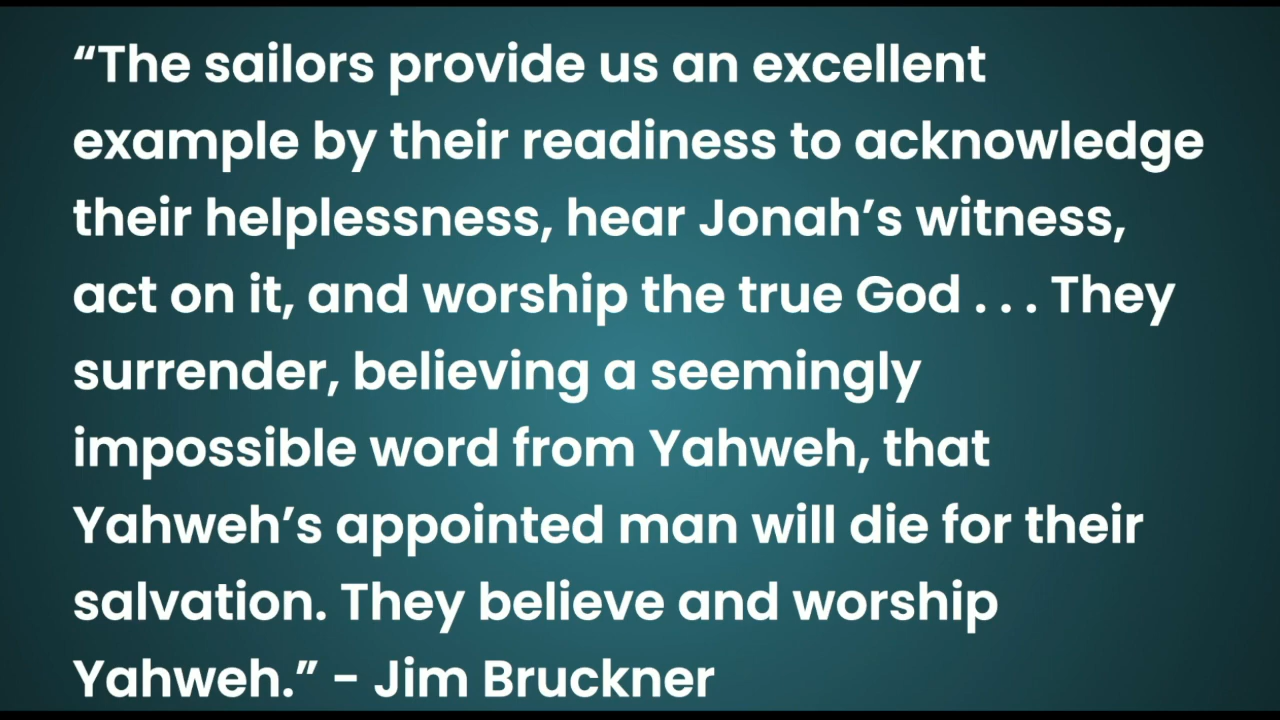 “The sailors provide us an excellent
example by their readiness to acknowledge
their helplessness, hear Jonah’s witness,
act on it, and worship the true God . . . They
surrender, believing a seemingly
impossible word from Yahweh, that
Yahweh’s appointed man will die for their
salvation. They believe and worship
Yahweh.” - Jim Bruckner